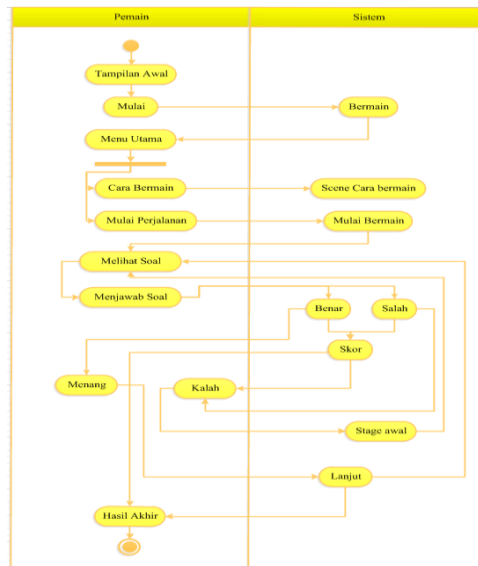 Pemain
Sistem
Tampilan Awal
Mulai
Bermain
Menu Utama
Cara Bermain
Scene Cara bermain
Mulai Perjalanan
Mulai Bermain
Melihat Soal
Menjawab Soal
Benar
Salah
Skor
Menang
Kalah
Stage awal
Lanjut
Hasil Akhir